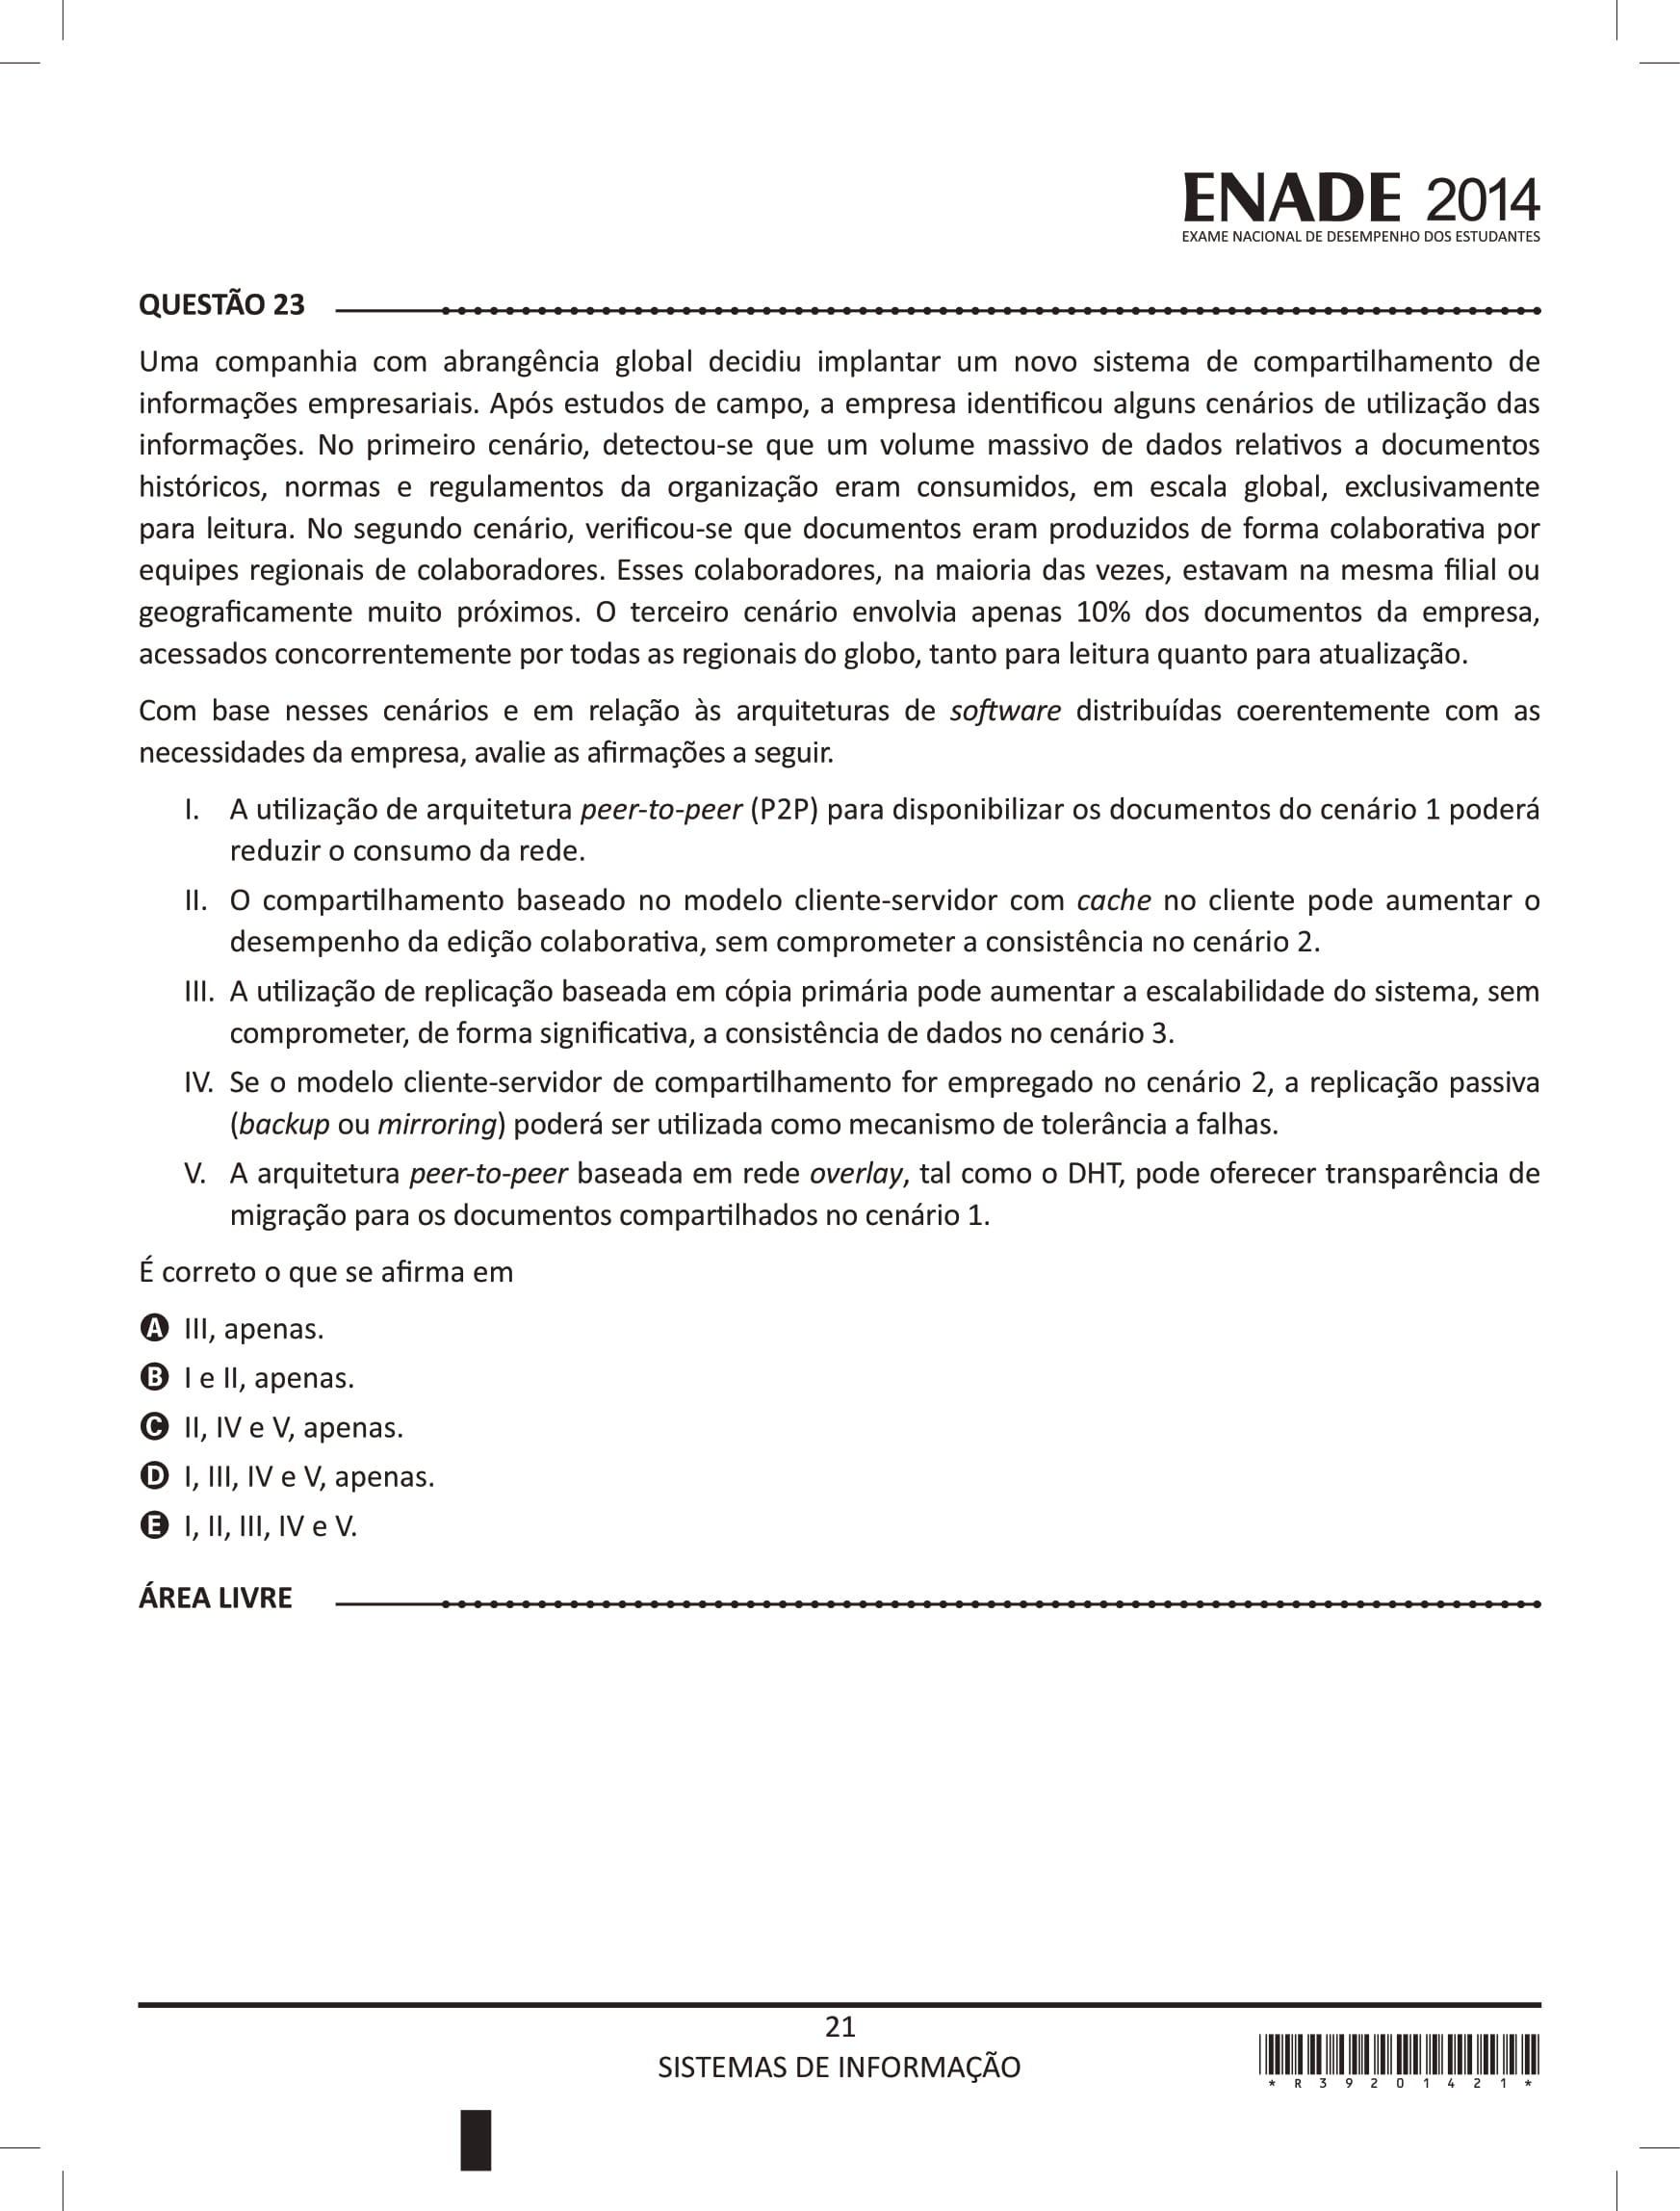 ENADE 2014
EXAME NACIONAL DE DESEMPENHO DOS ESTUDANTES
QUESTÃO 23
Uma companhia com abrangência global decidiu implantar um novo sistema de compartilhamento de
informações empresariais. Após estudos de campo, a empresa identificou alguns cenários de utilização das
informações. No primeiro cenário, detectou-se que um volume massivo de dados relativos a documentos
históricos, normas e regulamentos da organização eram consumidos, em escala global, exclusivamente
para leitura. No segundo cenário, verificou-se que documentos eram produzidos de forma colaborativa por
equipes regionais de colaboradores. Esses colaboradores, na maioria das vezes, estavam na mesma filial ou
geograficamente muito próximos. O terceiro cenário envolvia apenas 10% dos documentos da empresa,
acessados concorrentemente por todas as regionais do globo, tanto para leitura quanto para atualização.
Com base nesses cenários e em relação às arquiteturas de software distribuídas coerentemente com as
necessidades da empresa, avalie as afirmações a seguir.
I. A utilização de arquitetura peer-to-peer (P2P) para disponibilizar os documentos do cenário 1 poderá
reduzir o consumo da rede.
II. O compartilhamento baseado no modelo cliente-servidor com cache no cliente pode aumentar o
desempenho da edição colaborativa, sem comprometer a consistência no cenário 2.
III. A utilização de replicação baseada em cópia primária pode aumentar a escalabilidade do sistema, sem
comprometer, de forma significativa, a consistência de dados no cenário 3.
IV. Se o modelo cliente-servidor de compartilhamento for empregado no cenário 2, a replicação passiva
(backup ou mirroring) poderá ser utilizada como mecanismo de tolerância a falhas.
V. A arquitetura peer-to-peer baseada em rede overlay, tal como o DHT, pode oferecer transparência de
migração para os documentos compartilhados no cenário 1.
É correto o que se afirma em
A III, apenas.
B I e II, apenas.
C II, IV e V, apenas.
D I, III, IV e V, apenas.
E I, II, III, IV e V.
ÁREA LIVRE
21
SISTEMAS DE INFORMAÇÃO
* R 3 9 2 0 1 4 2 1 *